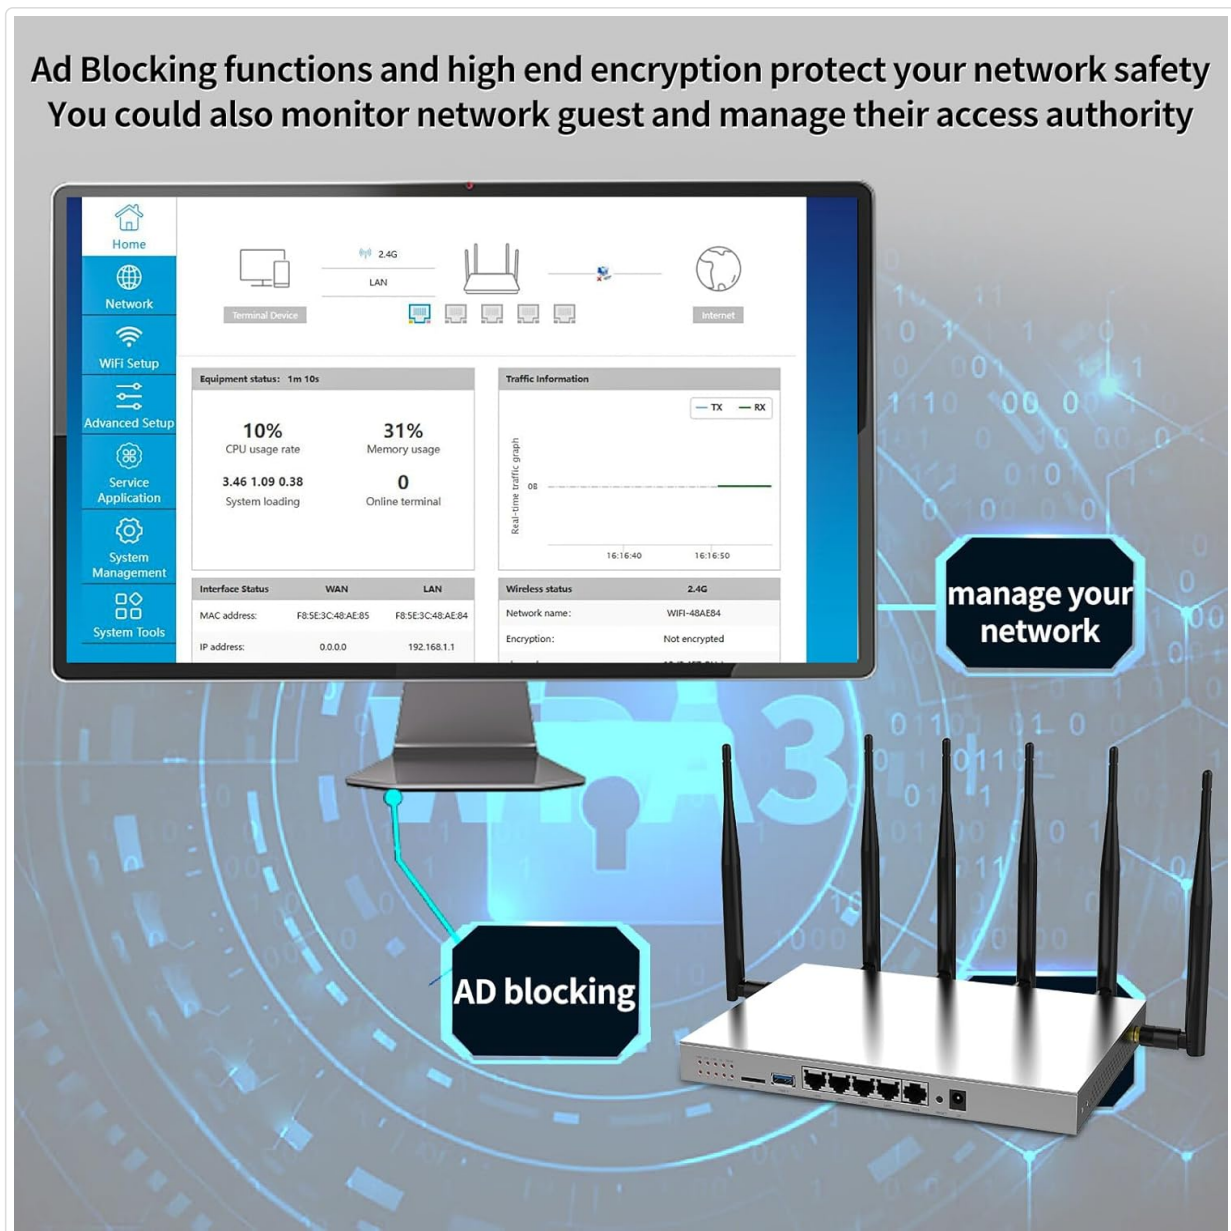 Ad Blocking functions and high end encryption protect your network safety
You could also monitor network guest and manage their access authority
Home
Network
WiFi Setup
Advanced Setup
Service
Application
System
Management
System Tools
2.4G
LAN
Terminal Device
Internet
Equipment status: 1m 10s
10%
CPU usage rate
31%
Memory usage
3.46 1.09 0.38
System loading
0
Online terminal
Traffic Information
TX RX
Real-time traffic graph
0B
16:16:40 16:16:50
Interface Status WAN LAN
MAC address: F8:5E:3C:48:AE:85 F8:5E:3C:48:AE:84
IP address: 0.0.0.0 192.168.1.1
Wireless status 2.4G
Network name: WIFI-48AE84
Encryption: Not encrypted
manage your
network
WPA3
AD blocking